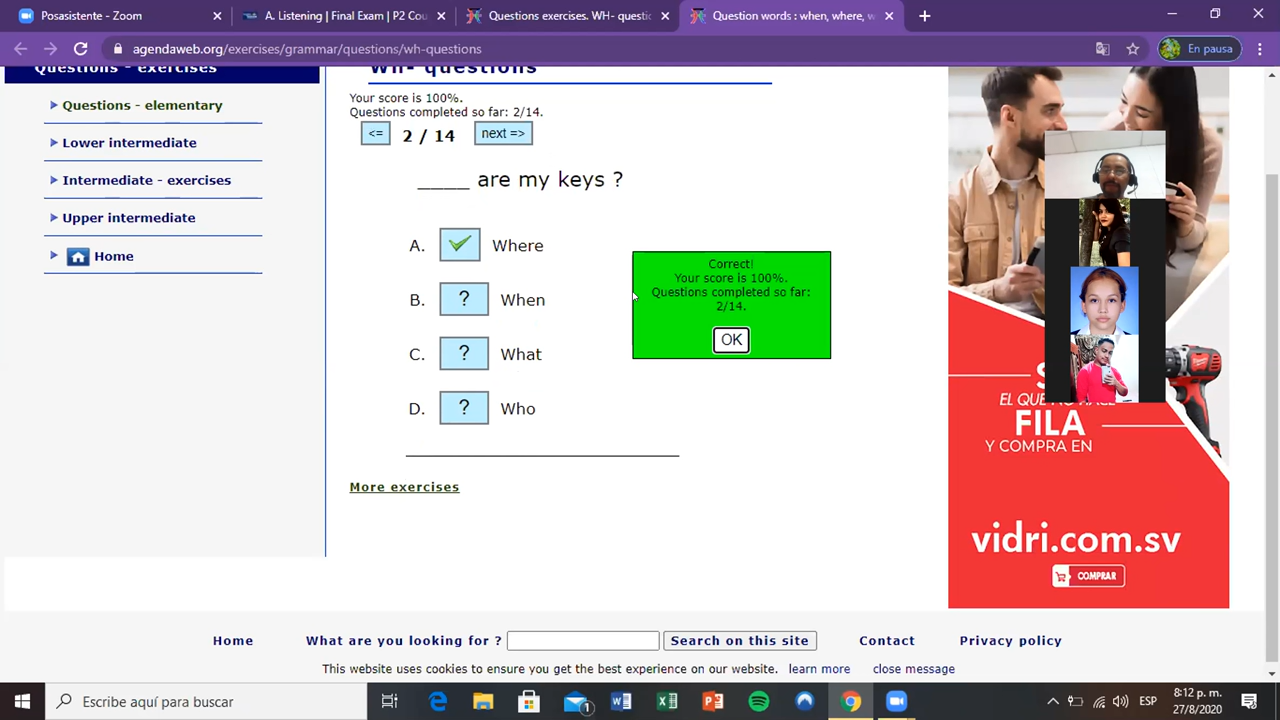 Posasistente - Zoom
A. Listening | Final Exam | P2 Cou
Questions exercises. WH- questi
Question words : when, where, w
agendaweb.org/exercises/grammar/questions/wh-questions
En pausa
Questions - exercises
Questions - elementary
Lower intermediate
Intermediate - exercises
Upper intermediate
Home
Wh- questions
Your score is 100%.
Questions completed so far: 2/14.
<= 2 / 14 next =>
____ are my keys ?
A. Where
B. ? When
C. ? What
D. ? Who
Correct!
Your score is 100%.
Questions completed so far:
2/14.
OK
More exercises
EL QUE NO HACE
FILA
Y COMPRA EN
vidri.com.sv
COMPRAR
Home What are you looking for ? Search on this site Contact Privacy policy
This website uses cookies to ensure you get the best experience on our website. learn more close message
Escribe aquí para buscar
1
ESP
8:12 p. m.
27/8/2020